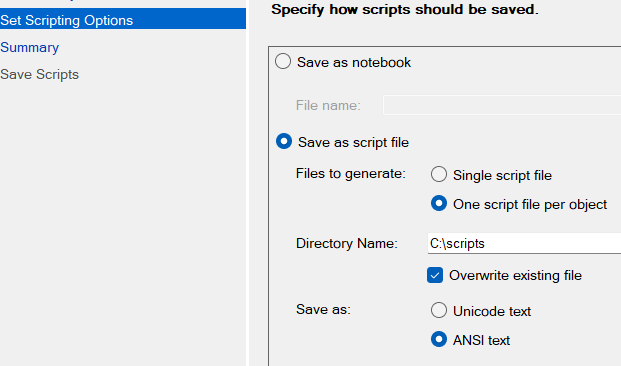 Set Scripting Options
Summary
Save Scripts
Specify how scripts should be saved.
Save as notebook
File name:
Save as script file
Files to generate:
Single script file
One script file per object
Directory Name: C:\scripts
Overwrite existing file
Save as:
Unicode text
ANSI text